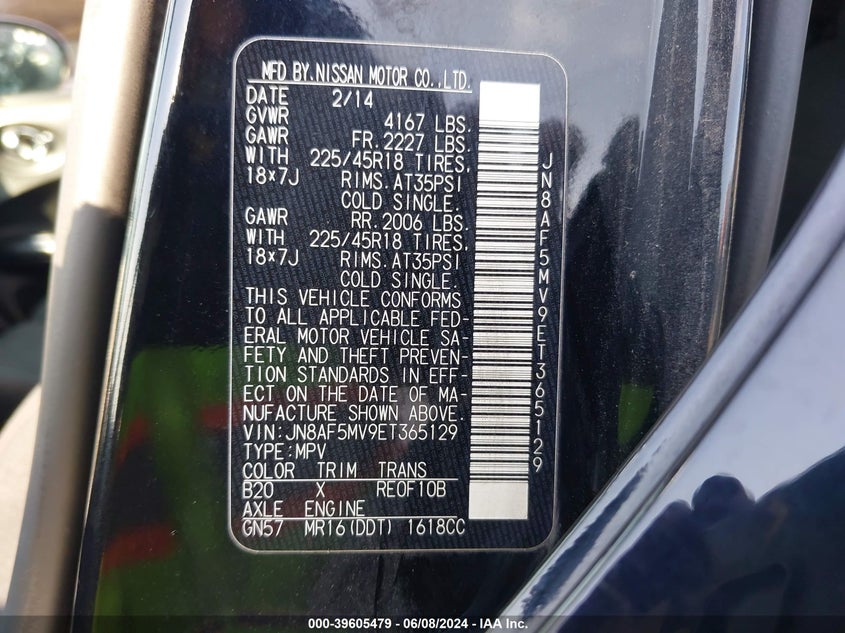 MFD BY.NISSAN MOTOR CO.,LTD.
DATE 2/14
GVWR 4167 LBS.
GAWR FR.2227 LBS.
WITH 225/45R18 TIRES,
18×7J RIMS.AT35PSI
COLD SINGLE.
GAWR RR.2006 LBS.
WITH 225/45R18 TIRES,
18×7J RIMS.AT35PSI
COLD SINGLE.
THIS VEHICLE CONFORMS
TO ALL APPLICABLE FED-
ERAL MOTOR VEHICLE SA-
FETY AND THEFT PREVEN-
TION STANDARDS IN EFF-
ECT ON THE DATE OF MA-
NUFACTURE SHOWN ABOVE.
VIN:JN8AF5MV9ET365129
TYPE:MPV
COLOR TRIM TRANS
B20 X RE0F10B
AXLE ENGINE
GN57 MR16(DDT) 1618CC
JN8AF5MV9ET365129
000-39605479 - 06/08/2024 - IAA Inc.